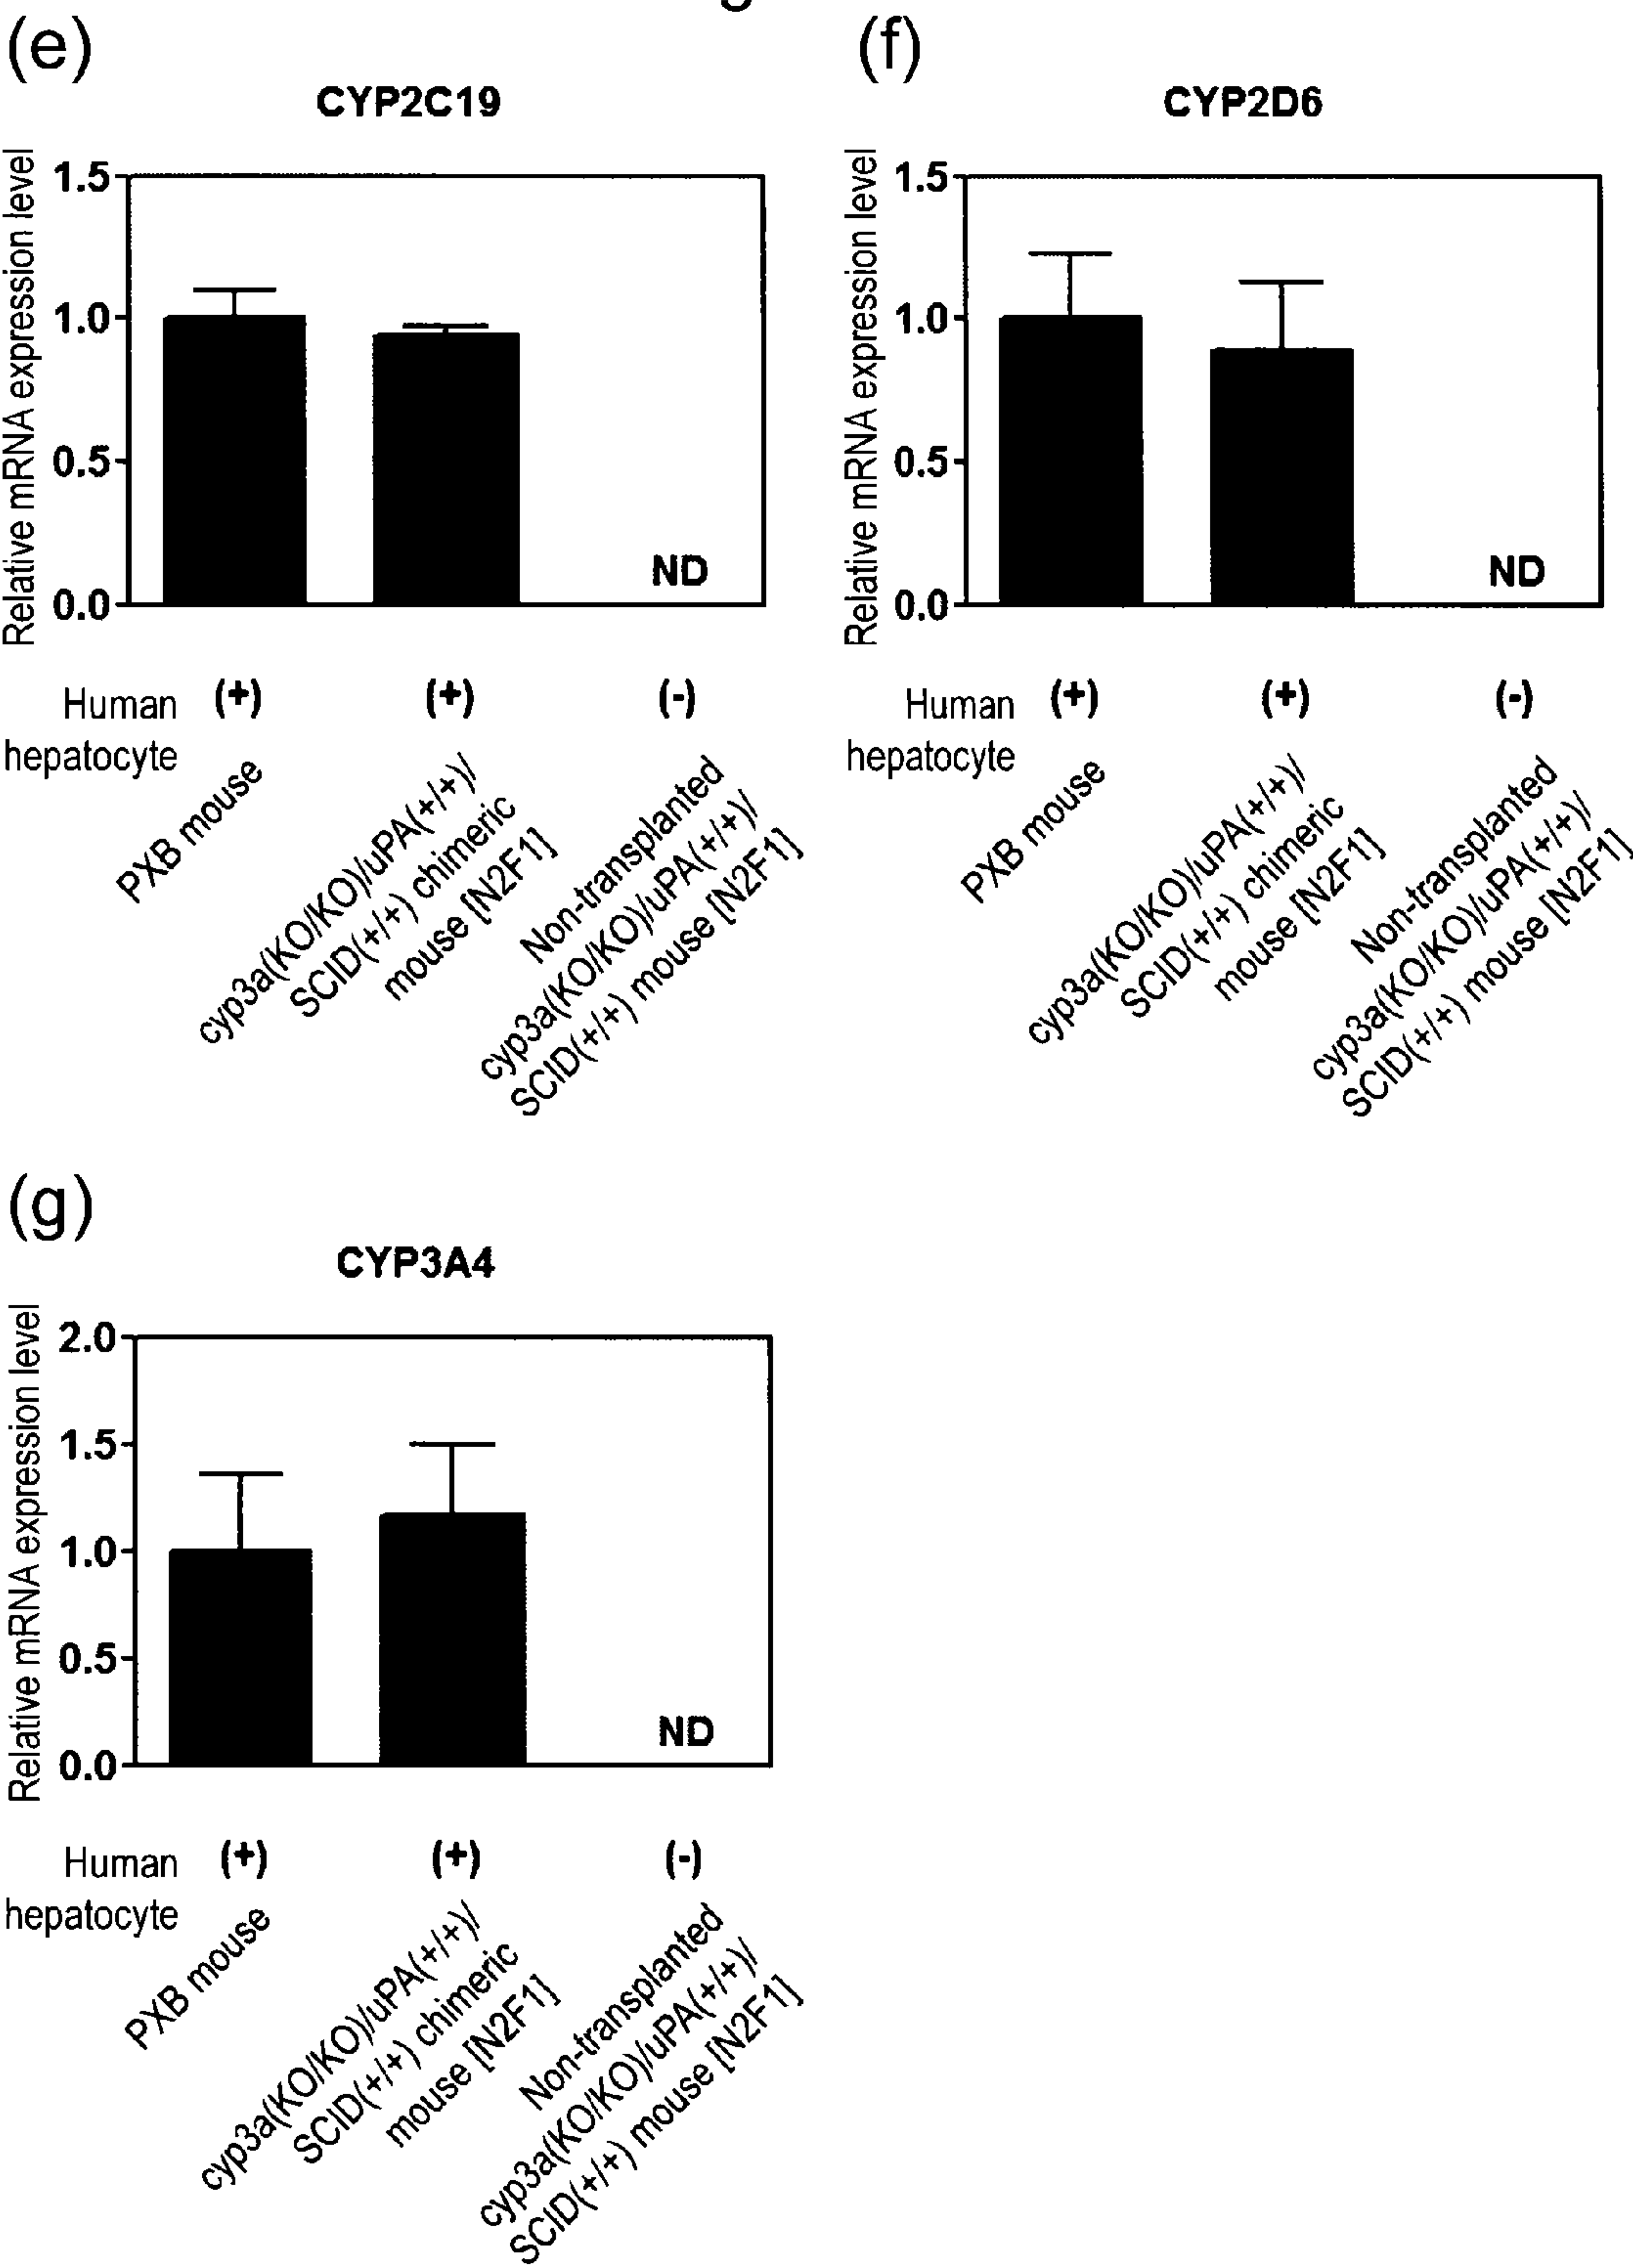 (e)
CYP2C19
Relative mRNA expression level
1.5
1.0
0.5
0.0
ND
Human
hepatocyte
(+)
(+)
(-)
PXB mouse
cyp3a(KO/KO)/uPA(+/+)/
SCID(+/+) chimeric
mouse [N2F1]
Non-transplanted
cyp3a(KO/KO)/uPA(+/+)/
SCID(+/+) mouse [N2F1]
(f)
CYP2D6
Relative mRNA expression level
1.5
1.0
0.5
0.0
ND
Human
hepatocyte
(+)
(+)
(-)
PXB mouse
cyp3a(KO/KO)/uPA(+/+)/
SCID(+/+) chimeric
mouse [N2F1]
Non-transplanted
cyp3a(KO/KO)/uPA(+/+)/
SCID(+/+) mouse [N2F1]
(g)
CYP3A4
Relative mRNA expression level
2.0
1.5
1.0
0.5
0.0
ND
Human
hepatocyte
(+)
(+)
(-)
PXB mouse
cyp3a(KO/KO)/uPA(+/+)/
SCID(+/+) chimeric
mouse [N2F1]
Non-transplanted
cyp3a(KO/KO)/uPA(+/+)/
SCID(+/+) mouse [N2F1]